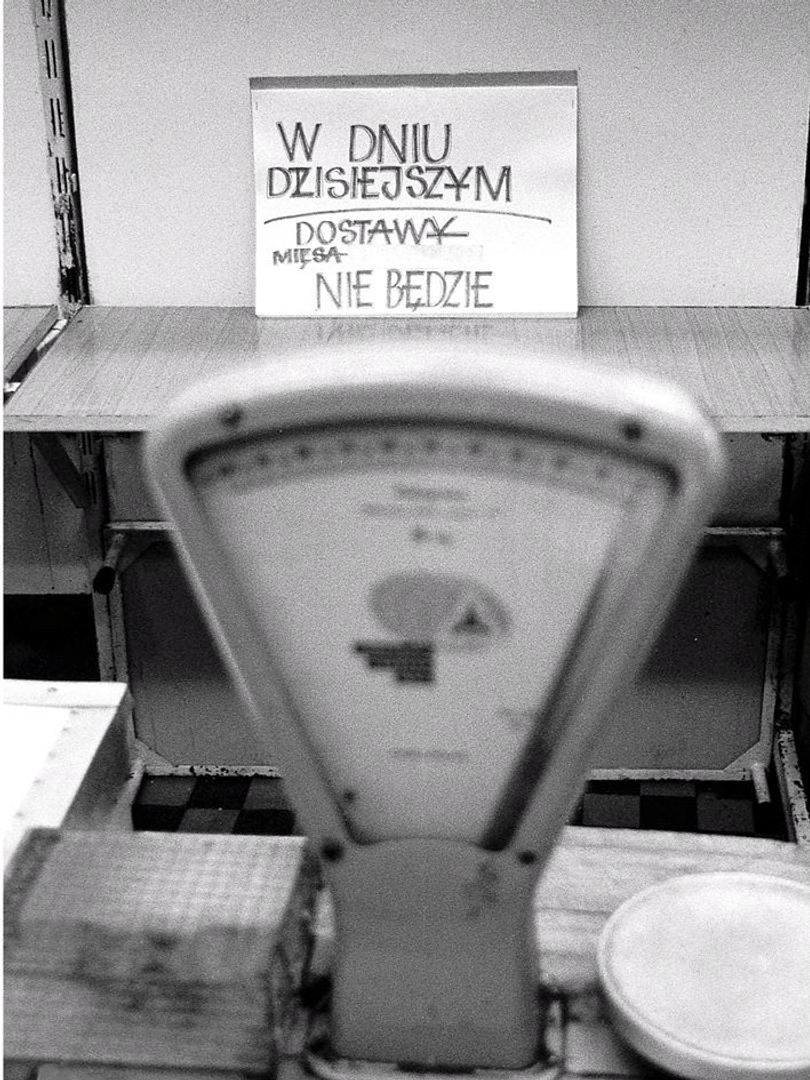 W DNIU
DZISIEJSZYM
DOSTAWY
MIĘSA
NIE BĘDZIE